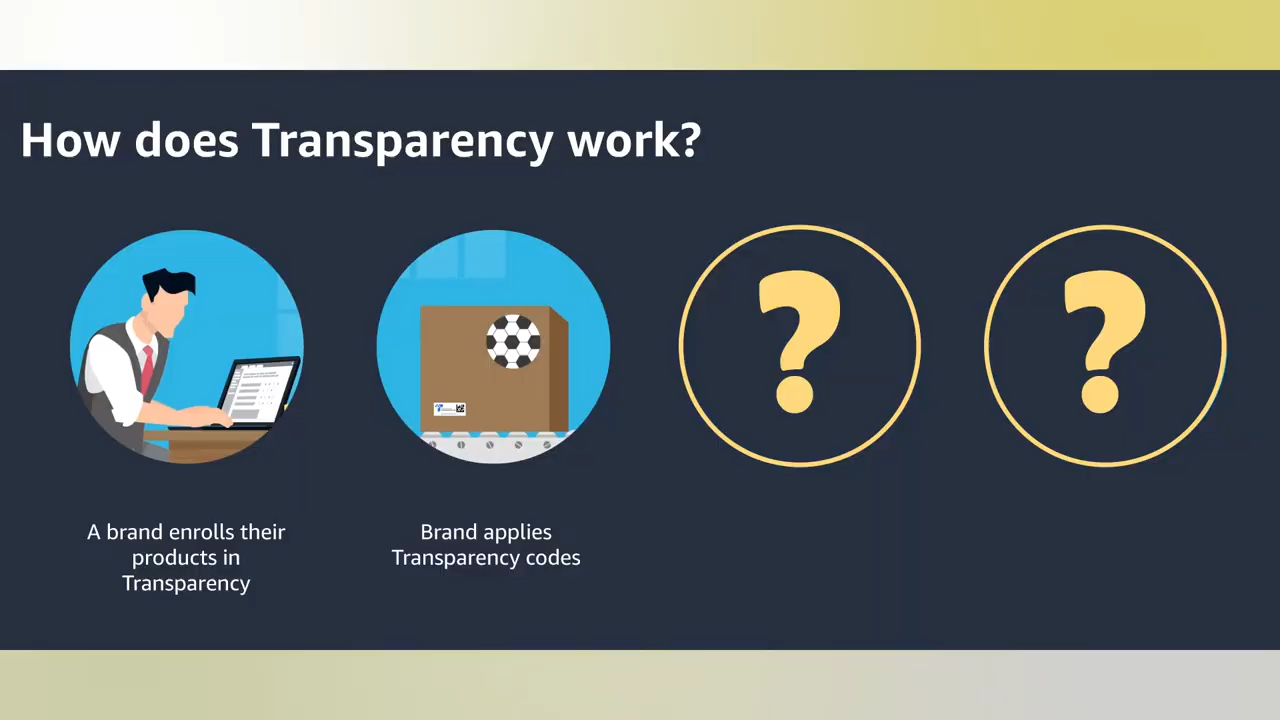 How does Transparency work?
? ?
A brand enrolls their
products in
Transparency
Brand applies
Transparency codes